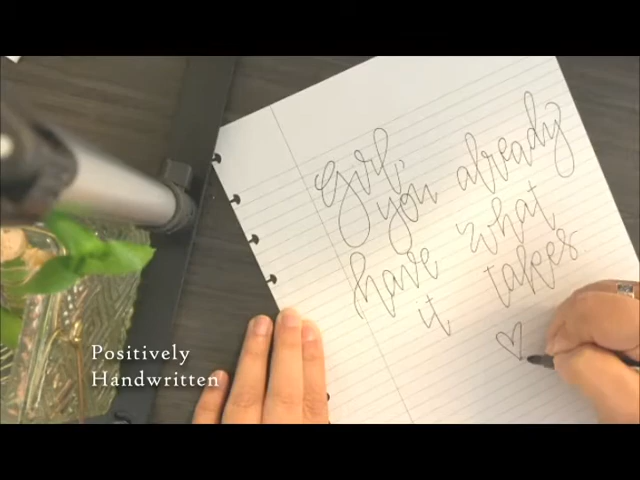 Girl,
you already
have what
it takes
Positively
Handwritten